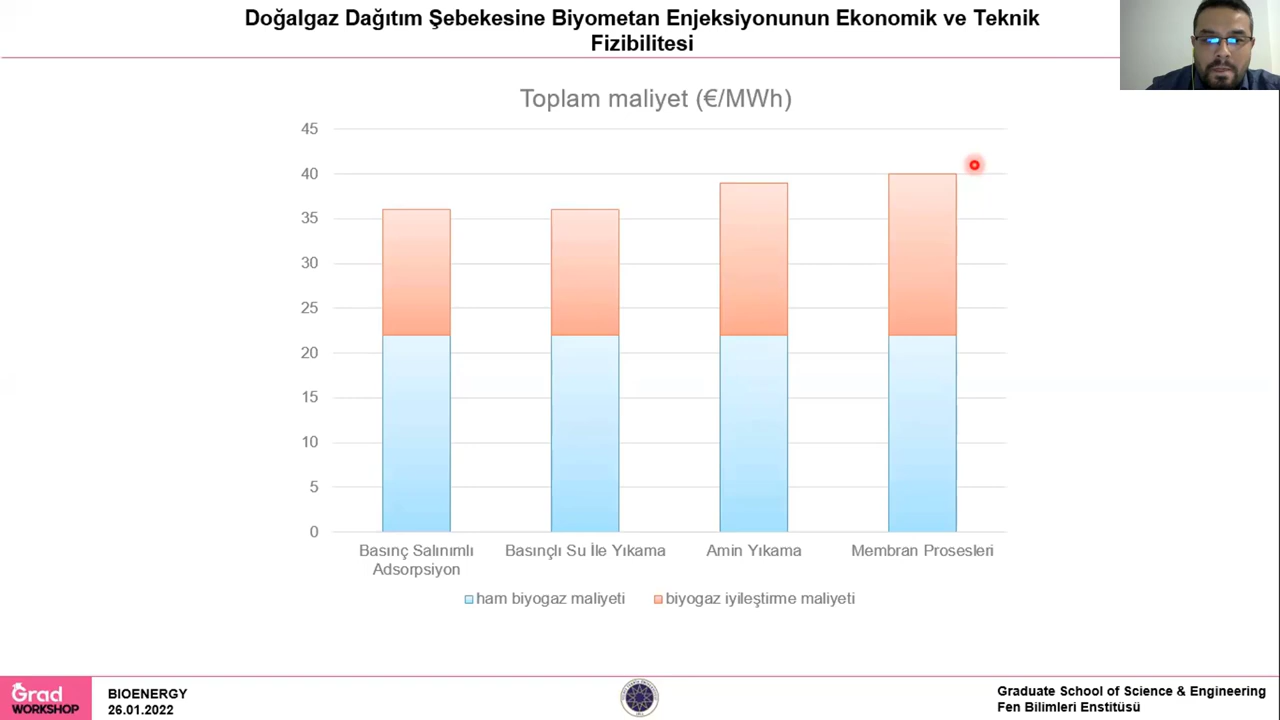 Doğalgaz Dağıtım Şebekesine Biyometan Enjeksiyonunun Ekonomik ve Teknik
Fizibilitesi
Toplam maliyet (€/MWh)
45
40
35
30
25
20
15
10
5
0
Basınç Salınımlı
Adsorpsiyon
Basınçlı Su İle Yıkama
Amin Yıkama
Membran Prosesleri
ham biyogaz maliyeti
biyogaz iyileştirme maliyeti
Grad
WORKSHOP
BIOENERGY
26.01.2022
Graduate School of Science & Engineering
Fen Bilimleri Enstitüsü